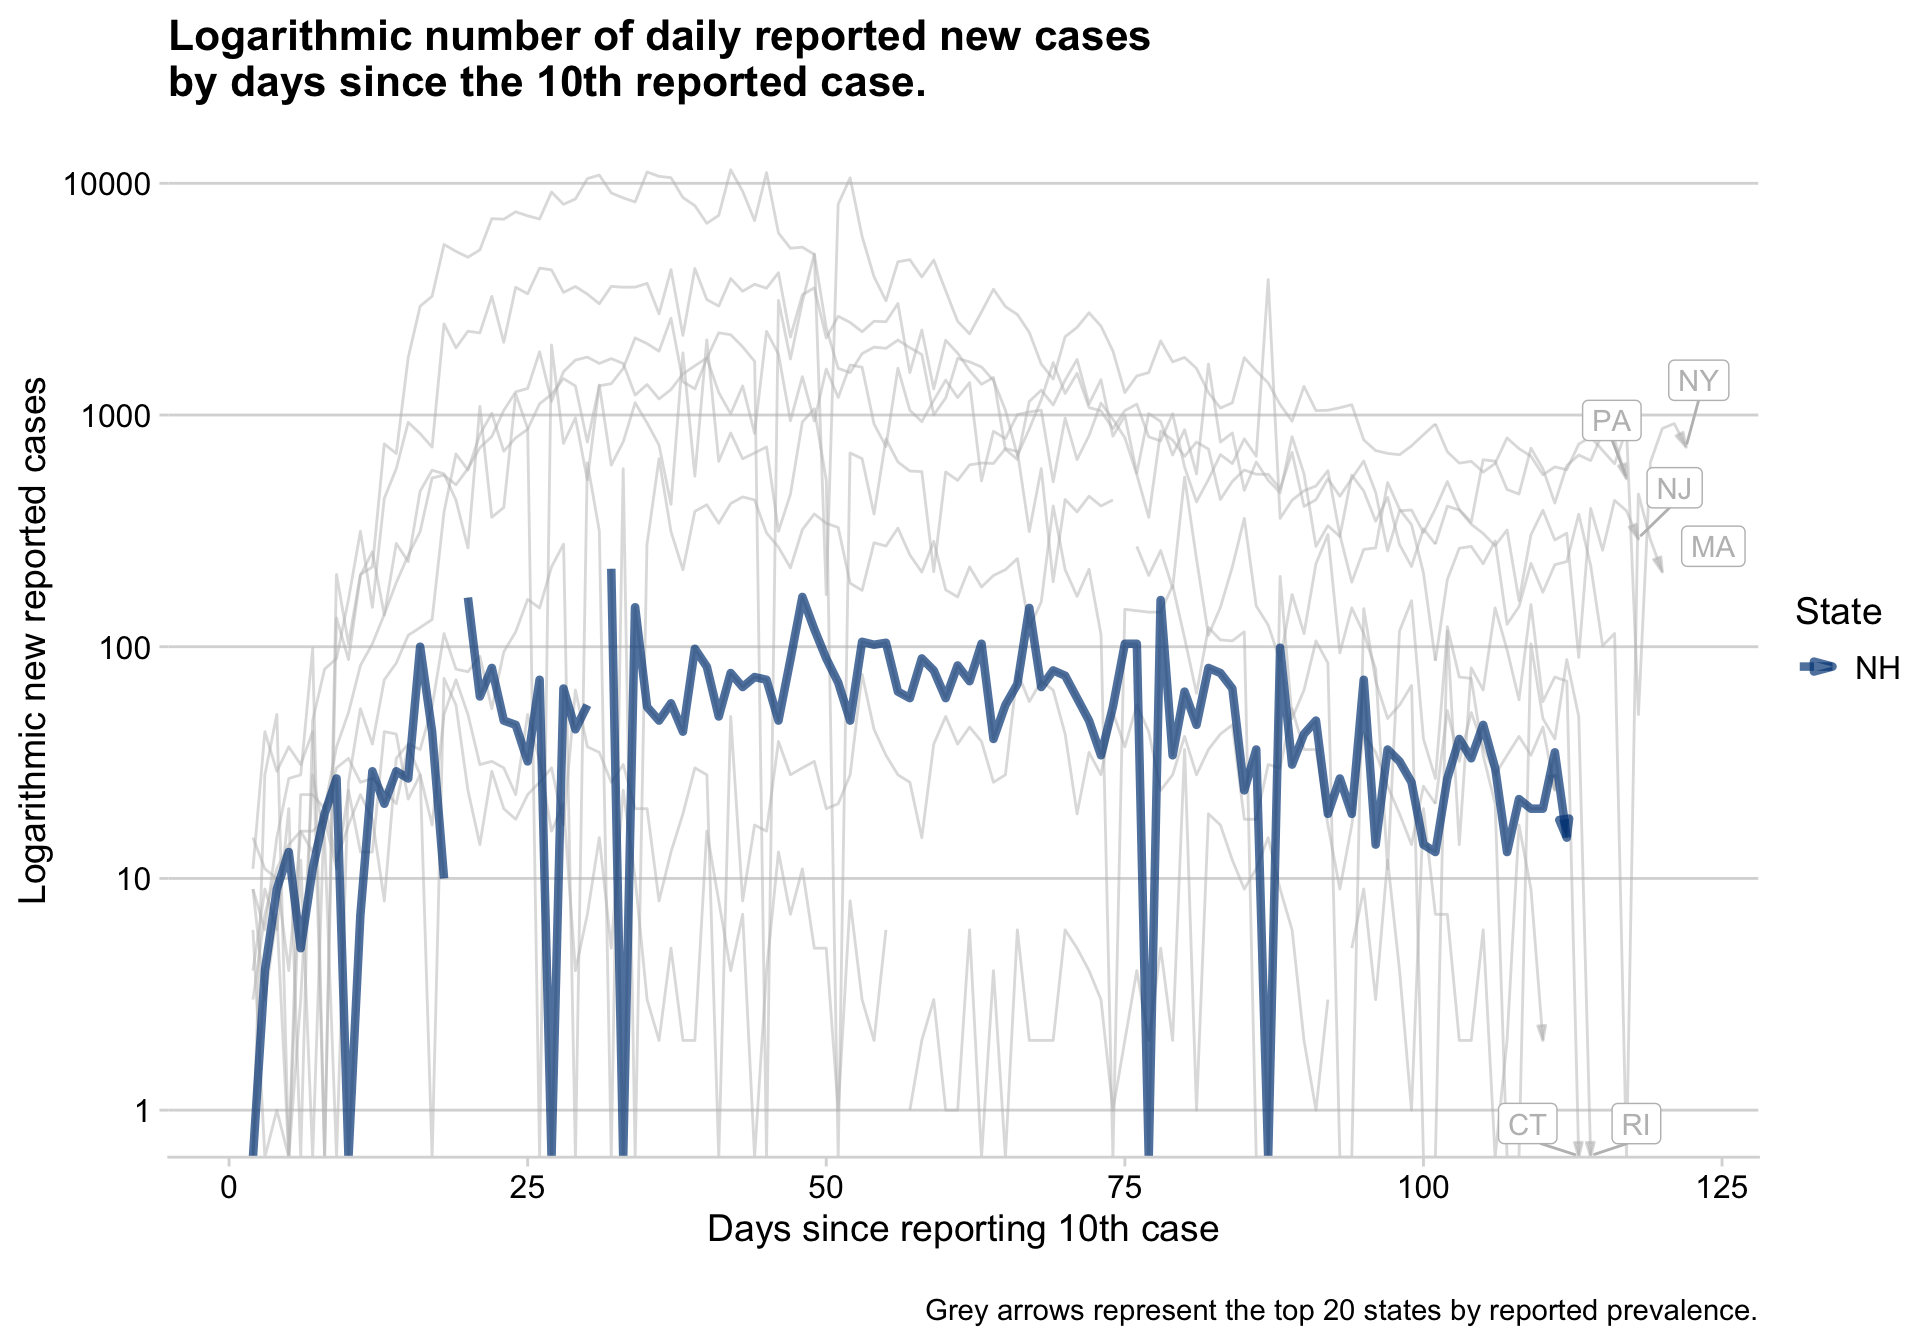 Logarithmic number of daily reported new cases
by days since the 10th reported case.
Logarithmic new reported cases
10000
1000
100
10
1
NY
PA
NJ
MA
CT
RI
State
NH
0
25
50
75
100
125
Days since reporting 10th case
Grey arrows represent the top 20 states by reported prevalence.